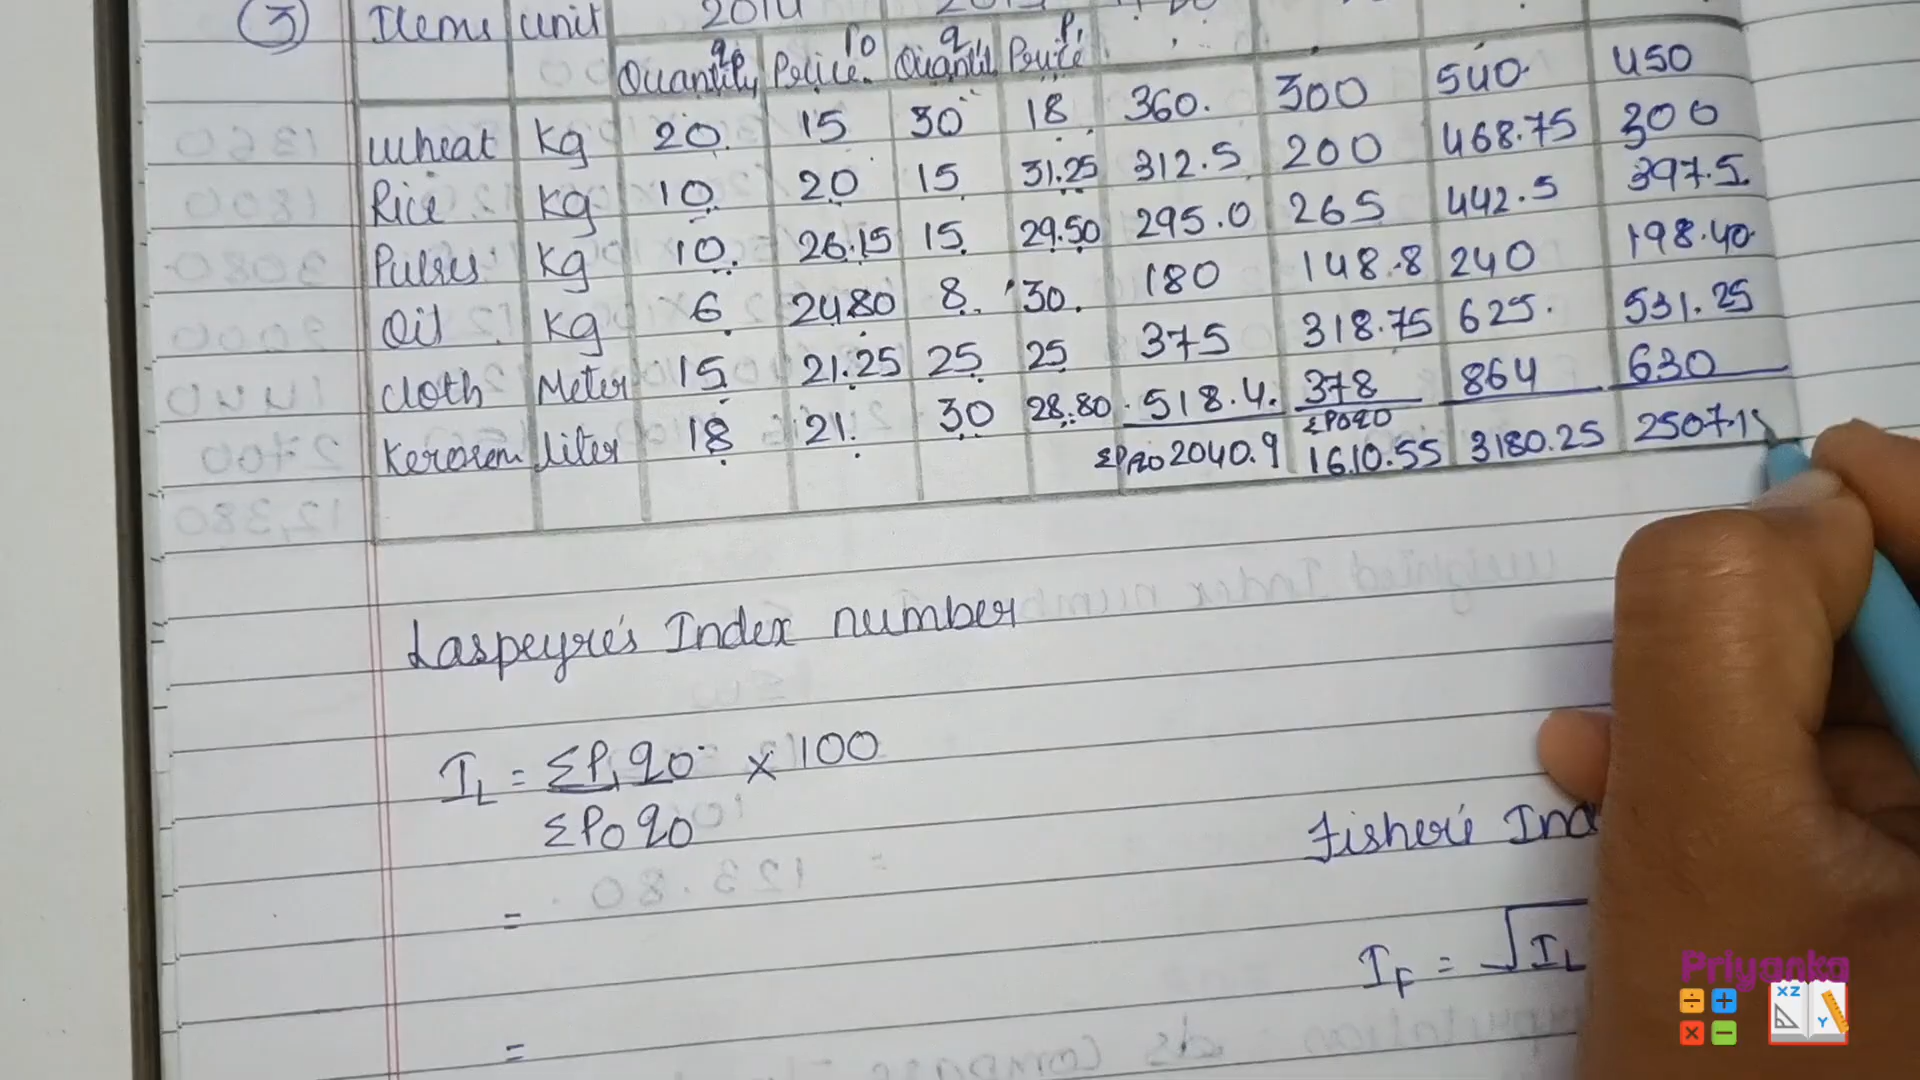 (3) Items Unit 2014
Quantity q0 Price P0 Quantity q Price P1
Wheat Kg 20 15 30 18 360. 300 540 450
Rice Kg 10 20 15 31.25 312.5 200 468.75 300
Pulses Kg 10 26.15 15 29.50 295.0 265 442.5 397.5
Oil Kg 6 24.80 8 30 180 148.8 240 198.40
Cloth Meter 15 21.25 25 25 375 318.75 625. 531.25
Kerosene liter 18 21. 30 28.80 518.4. 378 864 630
ΣP0q0
ΣP1q0 2040.9 1610.55 3180.25 2507.1
Laspeyre's Index number
IL = ΣP1q0 × 100
ΣP0q0
Fisher's Ind
=
IF = √IL
=
Priyanka
XZ
Y